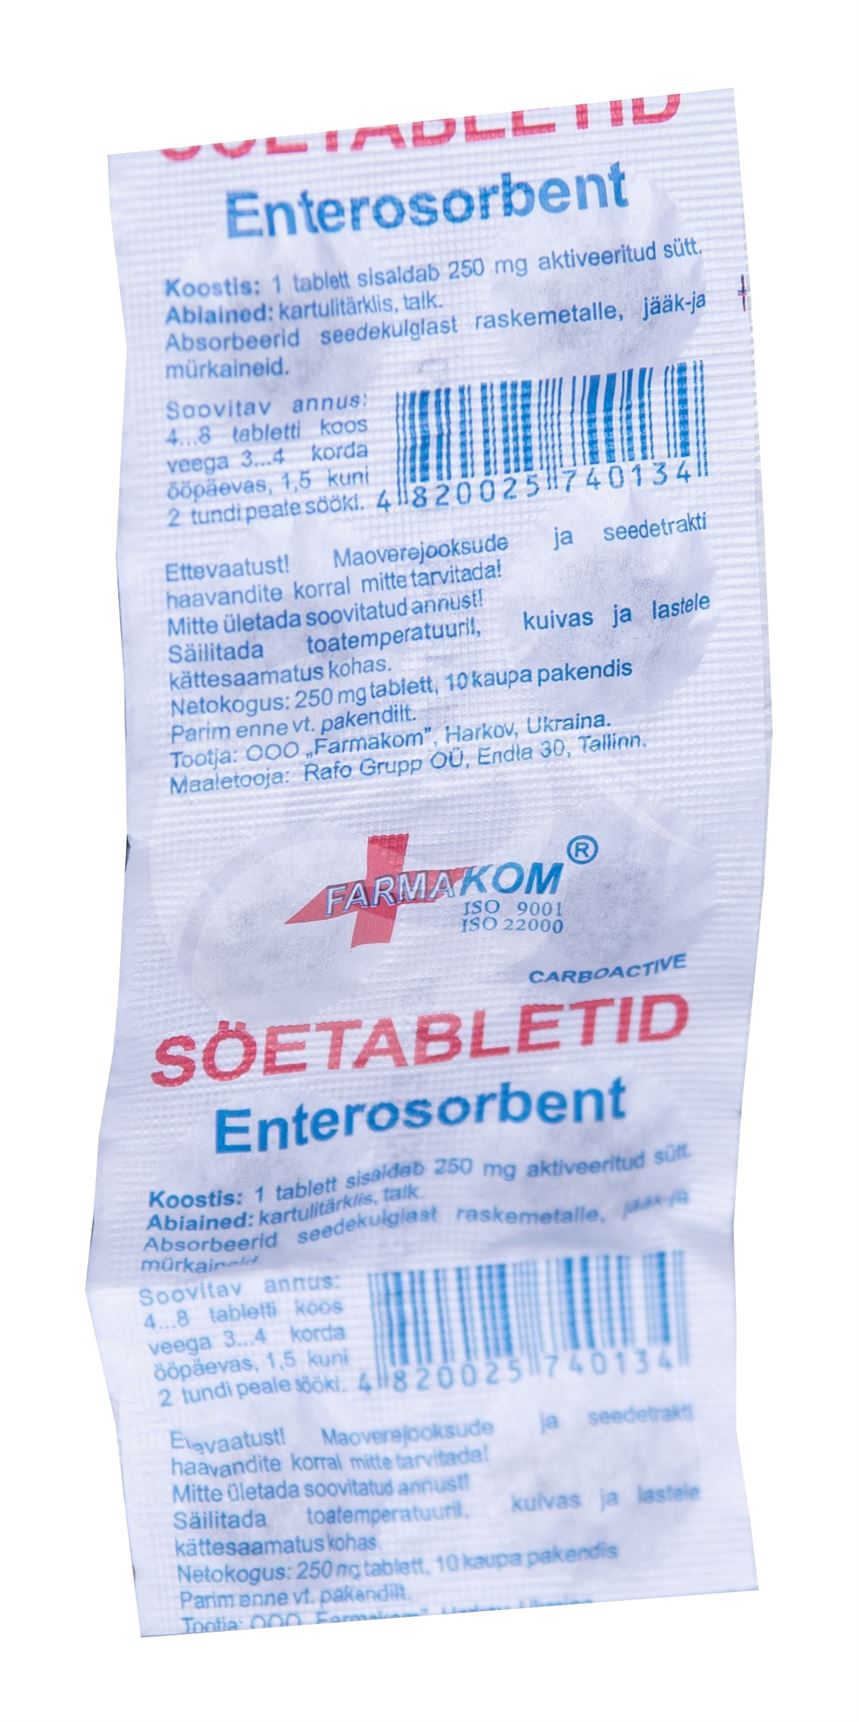 SÖETABLETID
Enterosorbent
Koostis: 1 tablett sisaldab 250 mg aktiveeritud sütt.
Abiained: kartulitärklis, talk.
Absorbeerid seedekulglast raskemetalle, jääk-ja
mürkaineid.
Soovitav annus:
4...8 tabletti koos
veega 3...4 korda
ööpäevas, 1,5 kuni
2 tundi peale sööki.
4 820025 740134
Ettevaatust! Maoverejooksude ja seedetrakti
haavandite korral mitte tarvitada!
Mitte ületada soovitatud annust!
Säilitada toatemperatuuril, kuivas ja lastele
kättesaamatus kohas.
Netokogus: 250 mg tablett, 10 kaupa pakendis
Parim enne vt. pakendilt.
Tootja: OOO „Farmakom”, Harkov, Ukraina.
Maaletooja: Rafo Grupp OÜ, Endla 30, Tallinn.
FARMAKOM®
ISO 9001
ISO 22000
CARBOACTIVE
SÖETABLETID
Enterosorbent
Koostis: 1 tablett sisaldab 250 mg aktiveeritud sütt.
Abiained: kartulitärklis, talk
Absorbeerid seedekulglast raskemetalle, jääk-ja
mürkaineid.
Soovitav annus:
4...8 tabletti koos
veega 3...4 korda
ööpäevas, 1,5 kuni
2 tundi peale sööki.
4 820025 740134
Ettevaatust! Maoverejooksude ja seedetrakti
haavandite korral mitte tarvitada!
Mitte ületada soovitatud annust!
Säilitada toatemperatuuril, kuivas ja lastele
kättesaamatus kohas.
Netokogus: 250 mg tablett, 10 kaupa pakendis
Parim enne vt. pakendilt.
Tootja: OOO Farmakom"